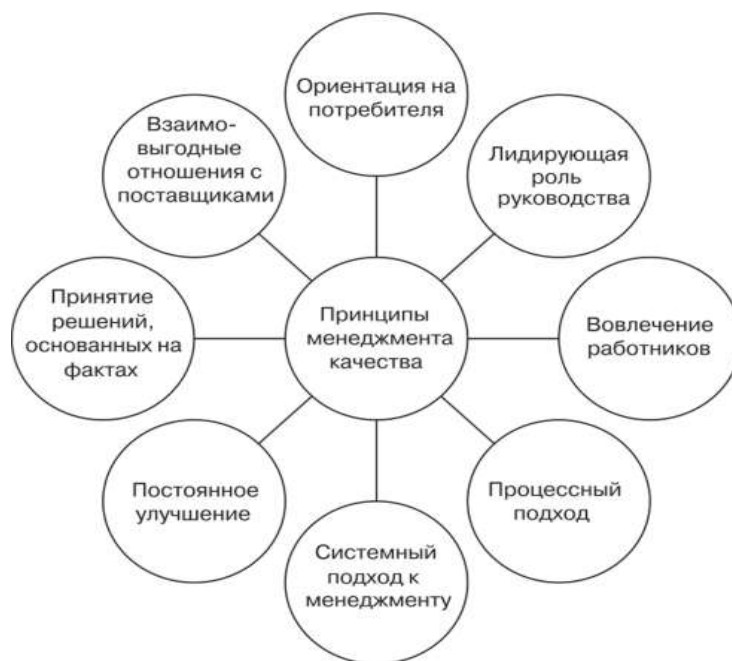 Ориентация на
потребителя
Лидирующая
роль
руководства
Вовлечение
работников
Процессный
подход
Системный
подход к
менеджменту
Постоянное
улучшение
Принятие
решений,
основанных на
фактах
Взаимо-
выгодные
отношения с
поставщиками
Принципы
менеджмента
качества